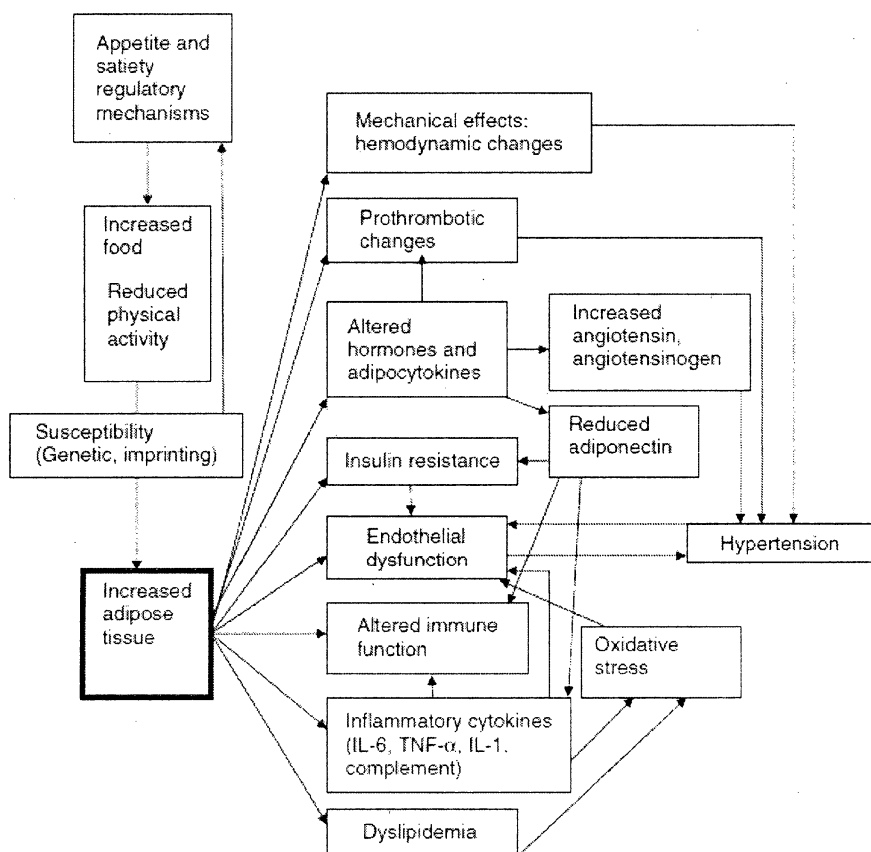 Appetite and
satiety
regulatory
mechanisms
Increased
food
Reduced
physical
activity
Susceptibility
(Genetic, imprinting)
Increased
adipose
tissue
Mechanical effects:
hemodynamic changes
Prothrombotic
changes
Altered
hormones and
adipocytokines
Increased
angiotensin,
angiotensinogen
Reduced
adiponectin
Insulin resistance
Endothelial
dysfunction
Hypertension
Altered immune
function
Oxidative
stress
Inflammatory cytokines
(IL-6, TNF-α, IL-1,
complement)
Dyslipidemia